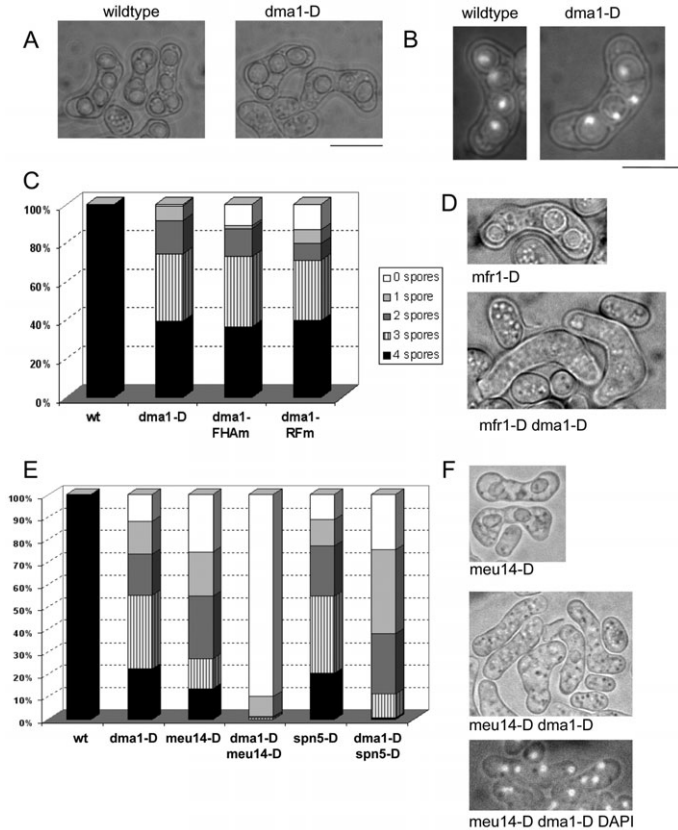 wildtype
dma1-D
A
wildtype
dma1-D
B
C
100%
80%
60%
40%
20%
0%
wt
dma1-D
dma1-
FHAm
dma1-
RFm
0 spores
1 spore
2 spores
3 spores
4 spores
D
mfr1-D
mfr1-D dma1-D
E
100%
90%
80%
70%
60%
50%
40%
30%
20%
10%
0%
wt
dma1-D
meu14-D
dma1-D
meu14-D
spn5-D
dma1-D
spn5-D
F
meu14-D
meu14-D dma1-D
meu14-D dma1-D DAPI